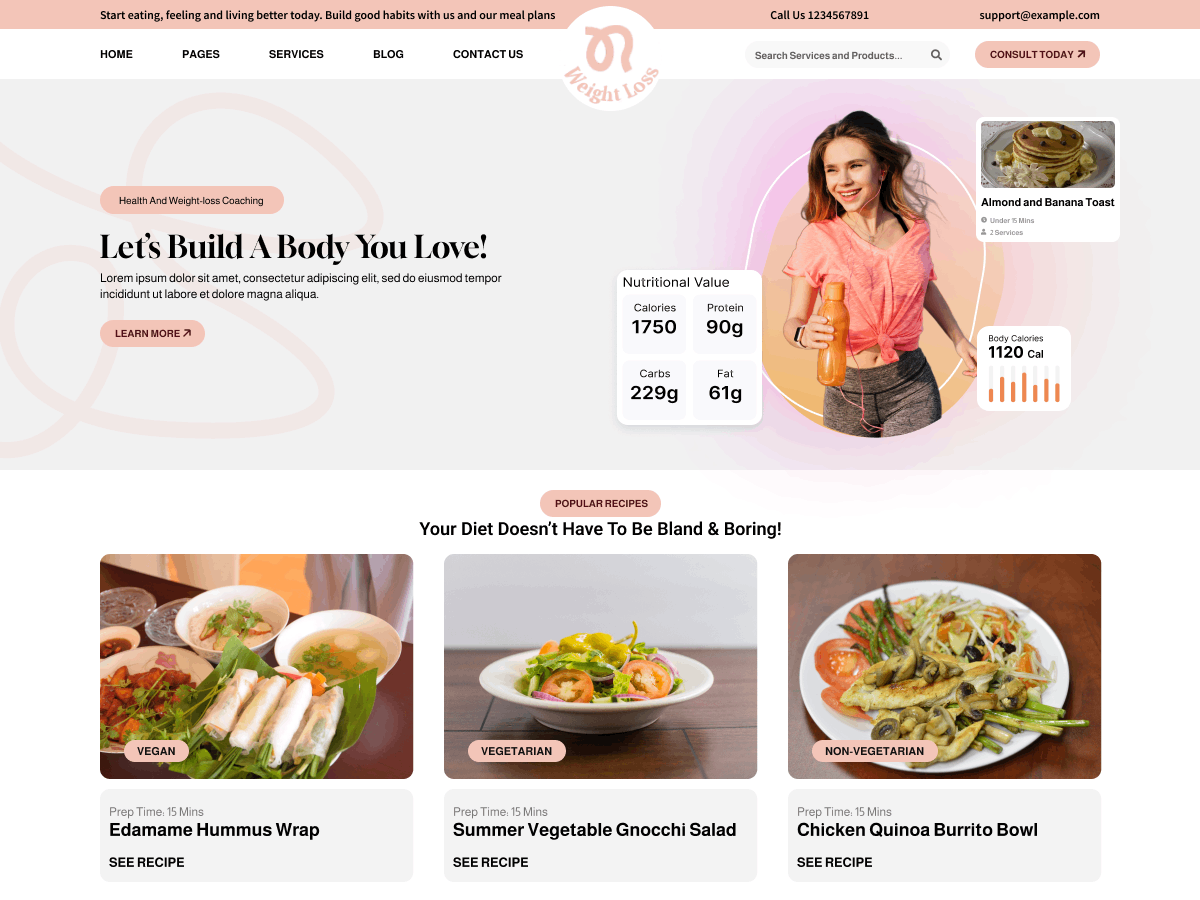 Start eating, feeling and living better today. Build good habits with us and our meal plans
Call Us 1234567891
support@example.com
HOME
PAGES
SERVICES
BLOG
CONTACT US
Weight Loss
Search Services and Products...
CONSULT TODAY
Health And Weight-loss Coaching
Let's Build A Body You Love!
Lorem ipsum dolor sit amet, consectetur adipiscing elit, sed do eiusmod tempor
incididunt ut labore et dolore magna aliqua.
LEARN MORE
Almond and Banana Toast
Under 15 Mins
2 Services
Nutritional Value
Calories
1750
Protein
90g
Carbs
229g
Fat
61g
Body Calories
1120 Cal
POPULAR RECIPES
Your Diet Doesn't Have To Be Bland & Boring!
VEGAN
VEGETARIAN
NON-VEGETARIAN
Prep Time: 15 Mins
Edamame Hummus Wrap
SEE RECIPE
Prep Time: 15 Mins
Summer Vegetable Gnocchi Salad
SEE RECIPE
Prep Time: 15 Mins
Chicken Quinoa Burrito Bowl
SEE RECIPE